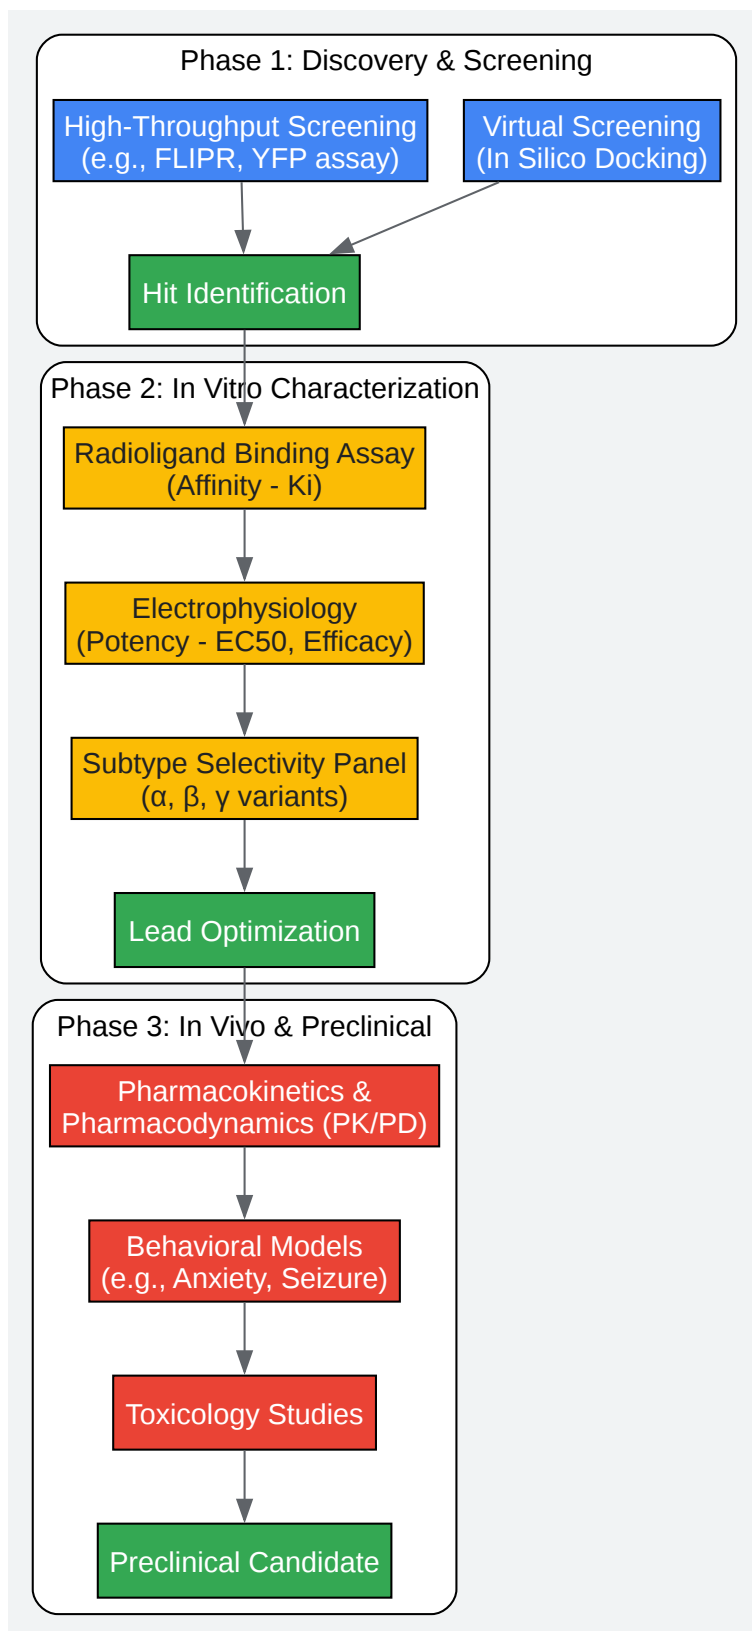 Phase 1: Discovery & Screening
High-Throughput Screening
(e.g., FLIPR, YFP assay)
Virtual Screening
(In Silico Docking)
Hit Identification
Phase 2: In Vitro Characterization
Radioligand Binding Assay
(Affinity - Ki)
Electrophysiology
(Potency - EC50, Efficacy)
Subtype Selectivity Panel
(α, β, γ variants)
Lead Optimization
Phase 3: In Vivo & Preclinical
Pharmacokinetics &
Pharmacodynamics (PK/PD)
Behavioral Models
(e.g., Anxiety, Seizure)
Toxicology Studies
Preclinical Candidate